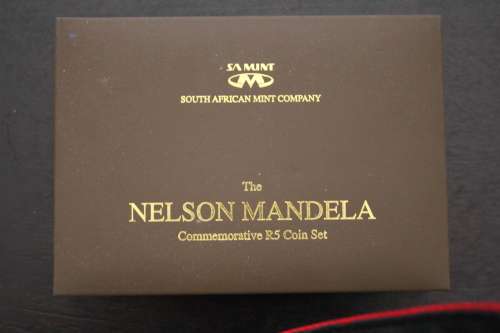 SA MINT
SOUTH AFRICAN MINT COMPANY
The
NELSON MANDELA
Commemorative R5 Coin Set